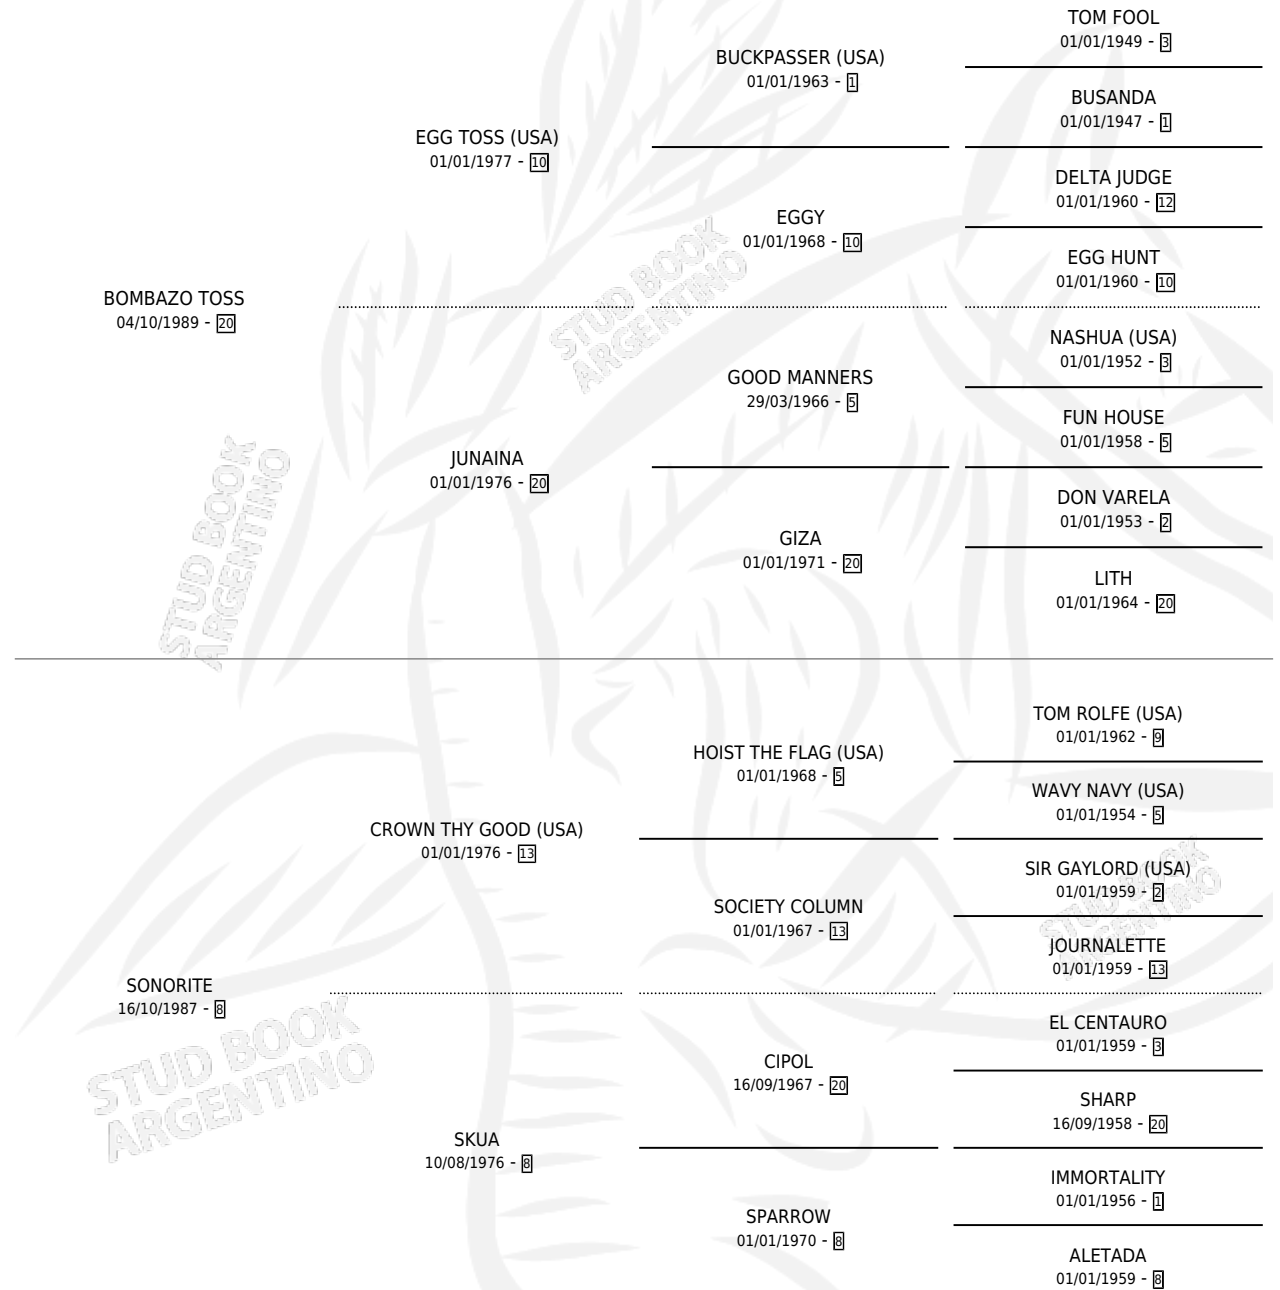 TOM FOOL
01/01/1949 - 3
BUCKPASSER (USA)
01/01/1963 - 1
BUSANDA
01/01/1947 - 1
EGG TOSS (USA)
01/01/1977 - 10
DELTA JUDGE
01/01/1960 - 12
EGGY
01/01/1968 - 10
EGG HUNT
01/01/1960 - 10
BOMBAZO TOSS
04/10/1989 - 20
STUD BOOK
ARGENTINO
NASHUA (USA)
01/01/1952 - 3
GOOD MANNERS
29/03/1966 - 5
FUN HOUSE
01/01/1958 - 5
JUNAINA
01/01/1976 - 20
DON VARELA
01/01/1953 - 2
GIZA
01/01/1971 - 20
LITH
01/01/1964 - 20
STUD BOOK
ARGENTINO
TOM ROLFE (USA)
01/01/1962 - 9
HOIST THE FLAG (USA)
01/01/1968 - 5
WAVY NAVY (USA)
01/01/1954 - 5
CROWN THY GOOD (USA)
01/01/1976 - 13
SIR GAYLORD (USA)
01/01/1959 - 2
SOCIETY COLUMN
01/01/1967 - 13
STUD BOOK
ARGENTINO
JOURNALETTE
01/01/1959 - 13
SONORITE
16/10/1987 - 8
STUD BOOK
ARGENTINO
EL CENTAURO
01/01/1959 - 3
CIPOL
16/09/1967 - 20
SHARP
16/09/1958 - 20
SKUA
10/08/1976 - 8
IMMORTALITY
01/01/1956 - 1
SPARROW
01/01/1970 - 8
ALETADA
01/01/1959 - 8